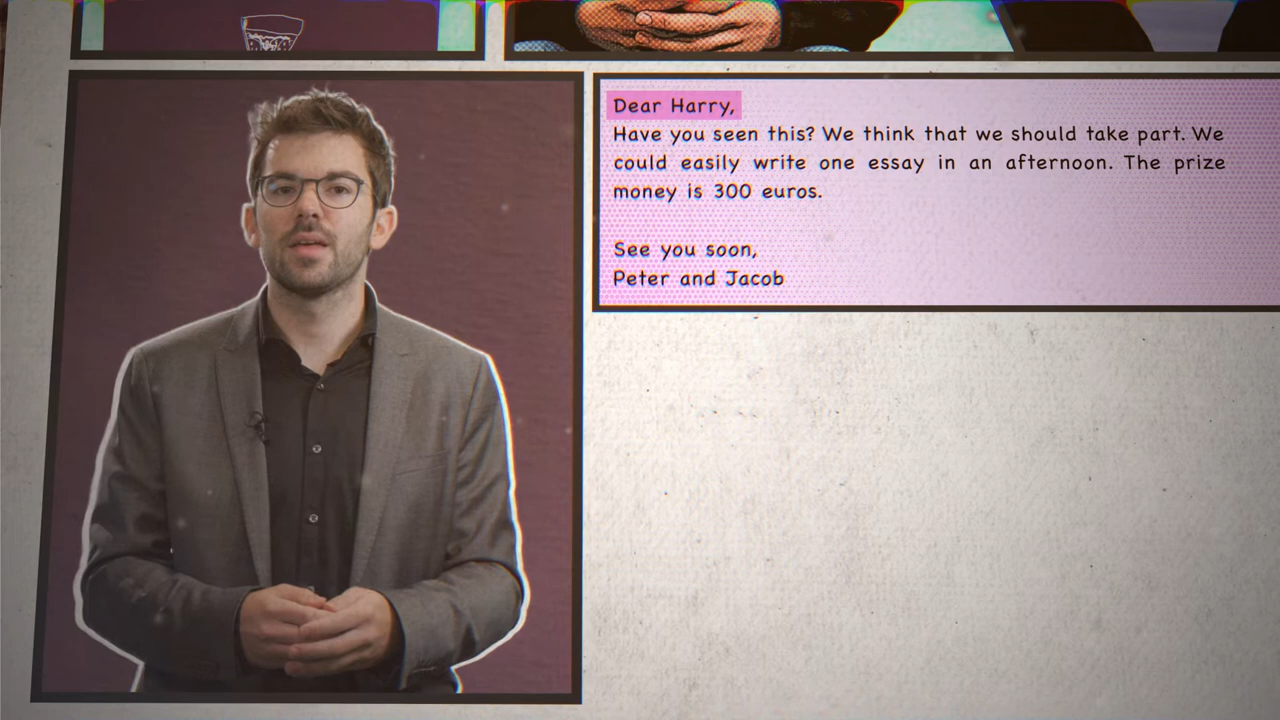 Dear Harry,
Have you seen this? We think that we should take part. We
could easily write one essay in an afternoon. The prize
money is 300 euros.
See you soon,
Peter and Jacob